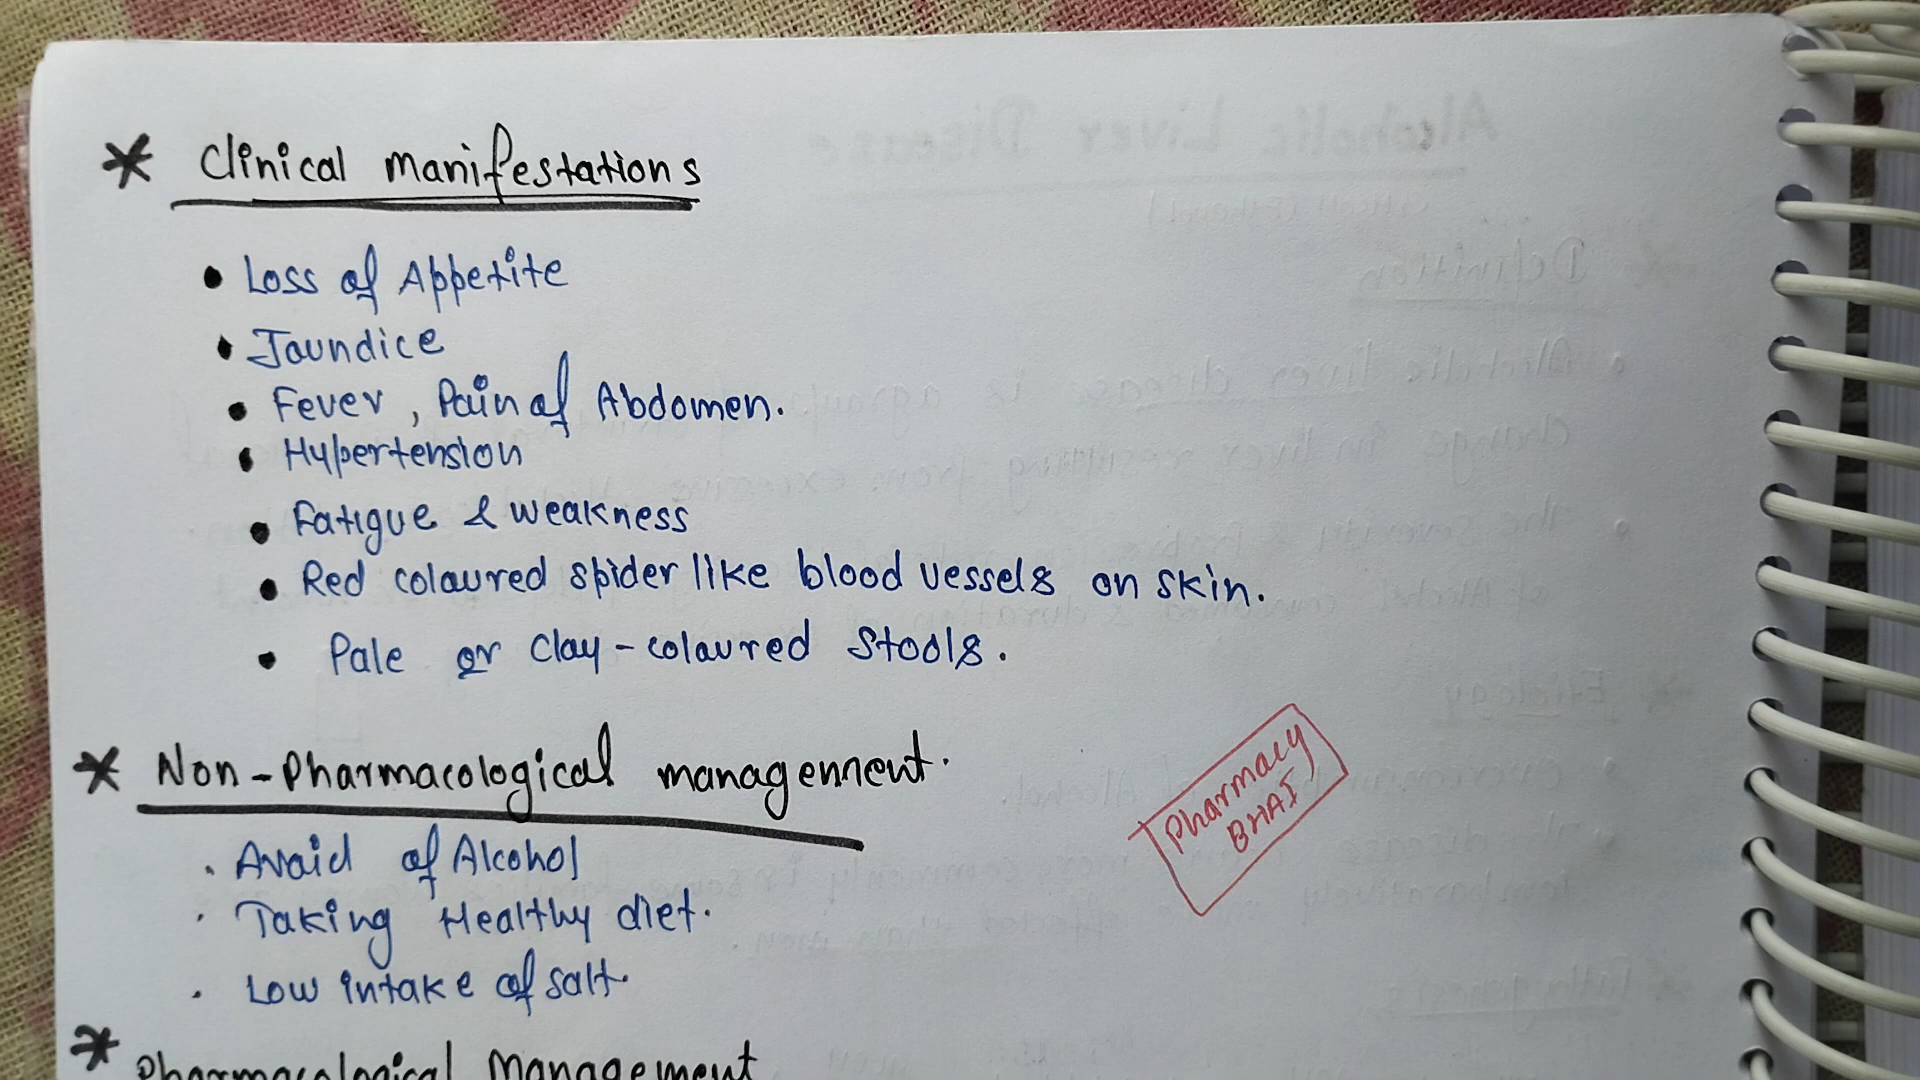 * Clinical manifestations
• Loss of Appetite
• Jaundice
• Fever, Pain of Abdomen.
• Hypertension
• Fatigue & weakness
• Red coloured spider like blood vessels on skin.
• Pale or Clay-coloured Stools.
* Non-Pharmacological management.
. Avoid of Alcohol
. Taking Healthy diet.
. Low intake of salt.
Pharmacy
BHAI
* Pharmacological Management